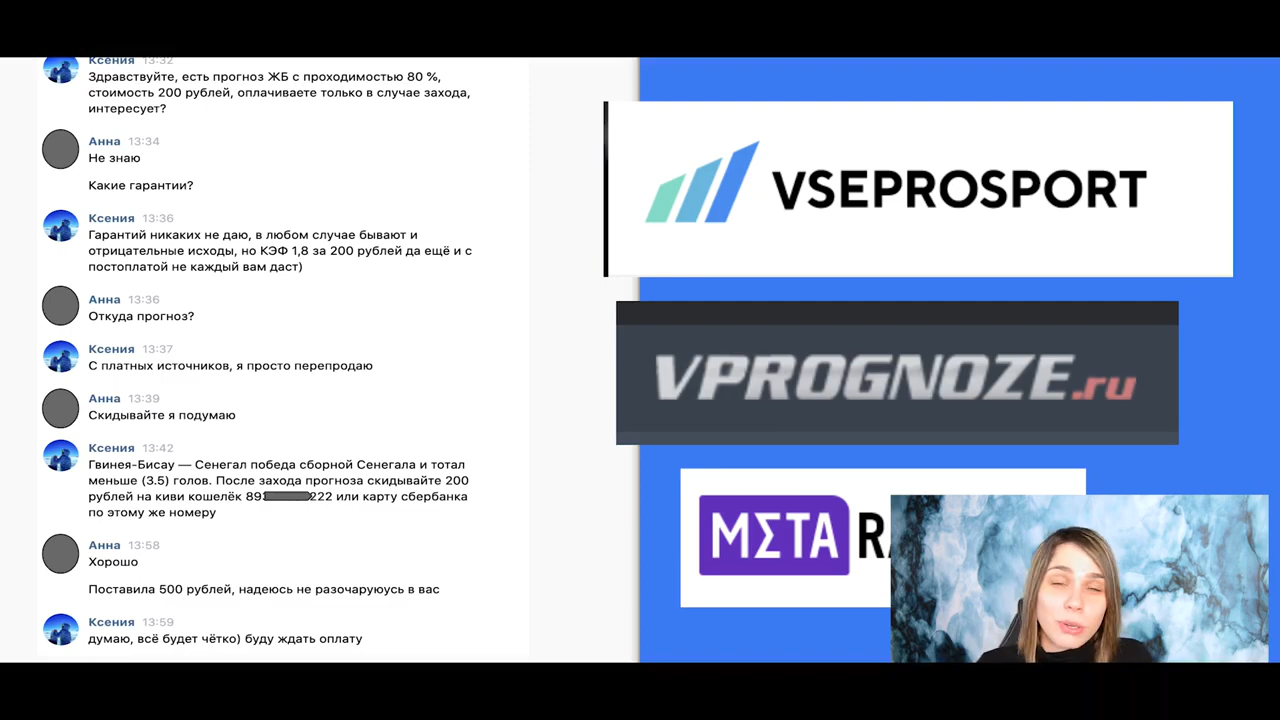 Ксения 13:32
Здравствуйте, есть прогноз ЖБ с проходимостью 80 %,
стоимость 200 рублей, оплачиваете только в случае захода,
интересует?
Анна 13:34
Не знаю
Какие гарантии?
Ксения 13:36
Гарантий никаких не даю, в любом случае бывают и
отрицательные исходы, но КЭФ 1,8 за 200 рублей да ещё и с
постоплатой не каждый вам даст)
Анна 13:36
Откуда прогноз?
Ксения 13:37
С платных источников, я просто перепродаю
Анна 13:39
Скидывайте я подумаю
Ксения 13:42
Гвинея-Бисау — Сенегал победа сборной Сенегала и тотал
меньше (3.5) голов. После захода прогноза скидывайте 200
рублей на киви кошелёк 89 222 или карту сбербанка
по этому же номеру
Анна 13:58
Хорошо
Поставила 500 рублей, надеюсь не разочаруюусь в вас
Ксения 13:59
думаю, всё будет чётко) буду ждать оплату
VSEPROSPORT
VPROGNOZE.ru
МΣТА